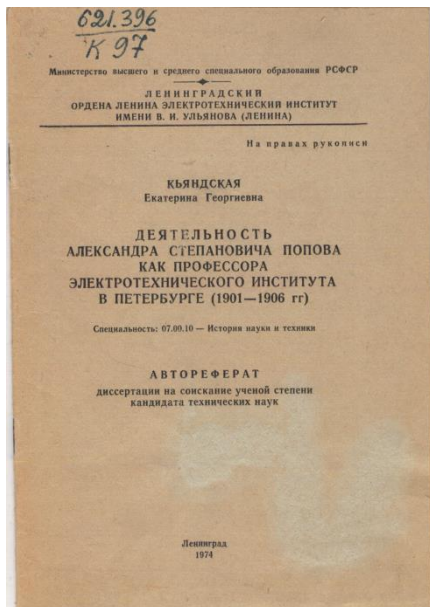 621.396
К 97
Министерство высшего и среднего специального образования РСФСР
ЛЕНИНГРАДСКИЙ
ОРДЕНА ЛЕНИНА ЭЛЕКТРОТЕХНИЧЕСКИЙ ИНСТИТУТ
ИМЕНИ В. И. УЛЬЯНОВА (ЛЕНИНА)
На правах рукописи
КЬЯНДСКАЯ
Екатерина Георгиевна
ДЕЯТЕЛЬНОСТЬ
АЛЕКСАНДРА СТЕПАНОВИЧА ПОПОВА
КАК ПРОФЕССОРА
ЭЛЕКТРОТЕХНИЧЕСКОГО ИНСТИТУТА
В ПЕТЕРБУРГЕ (1901—1906 гг)
Специальность: 07.00.10 — История науки и техники
АВТОРЕФЕРАТ
диссертации на соискание ученой степени
кандидата технических наук
Ленинград
1974